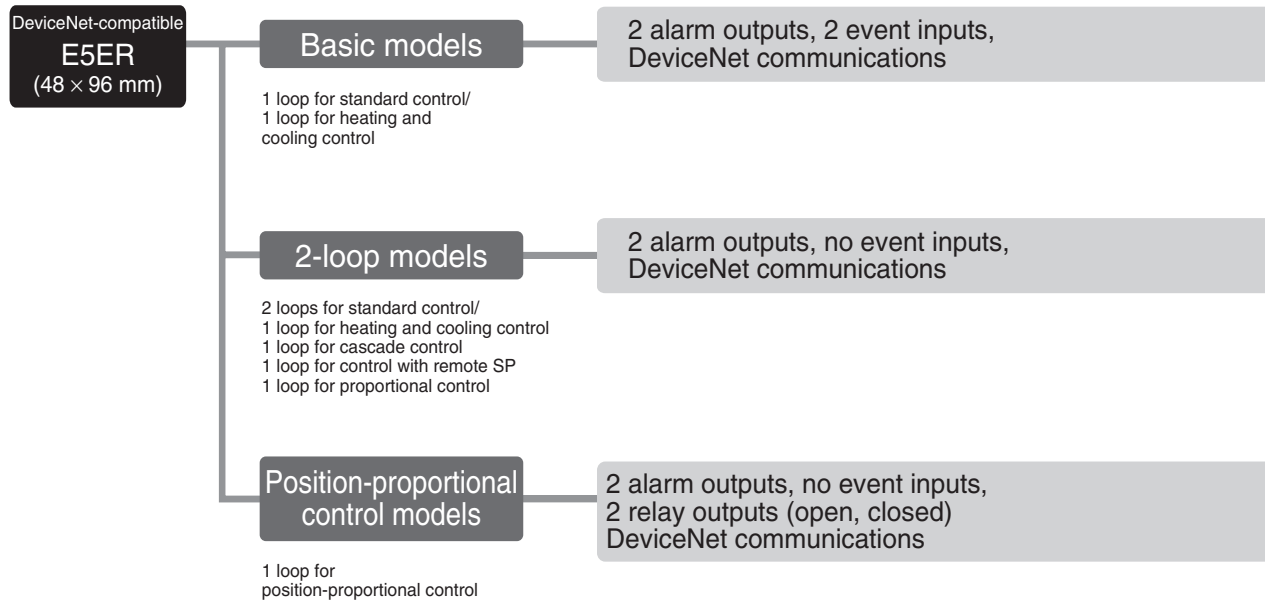 DeviceNet-compatible
E5ER
(48 × 96 mm)
Basic models
2 alarm outputs, 2 event inputs,
DeviceNet communications
1 loop for standard control/
1 loop for heating and
cooling control
2-loop models
2 alarm outputs, no event inputs,
DeviceNet communications
2 loops for standard control/
1 loop for heating and cooling control
1 loop for cascade control
1 loop for control with remote SP
1 loop for proportional control
Position-proportional
control models
2 alarm outputs, no event inputs,
2 relay outputs (open, closed)
DeviceNet communications
1 loop for
position-proportional control